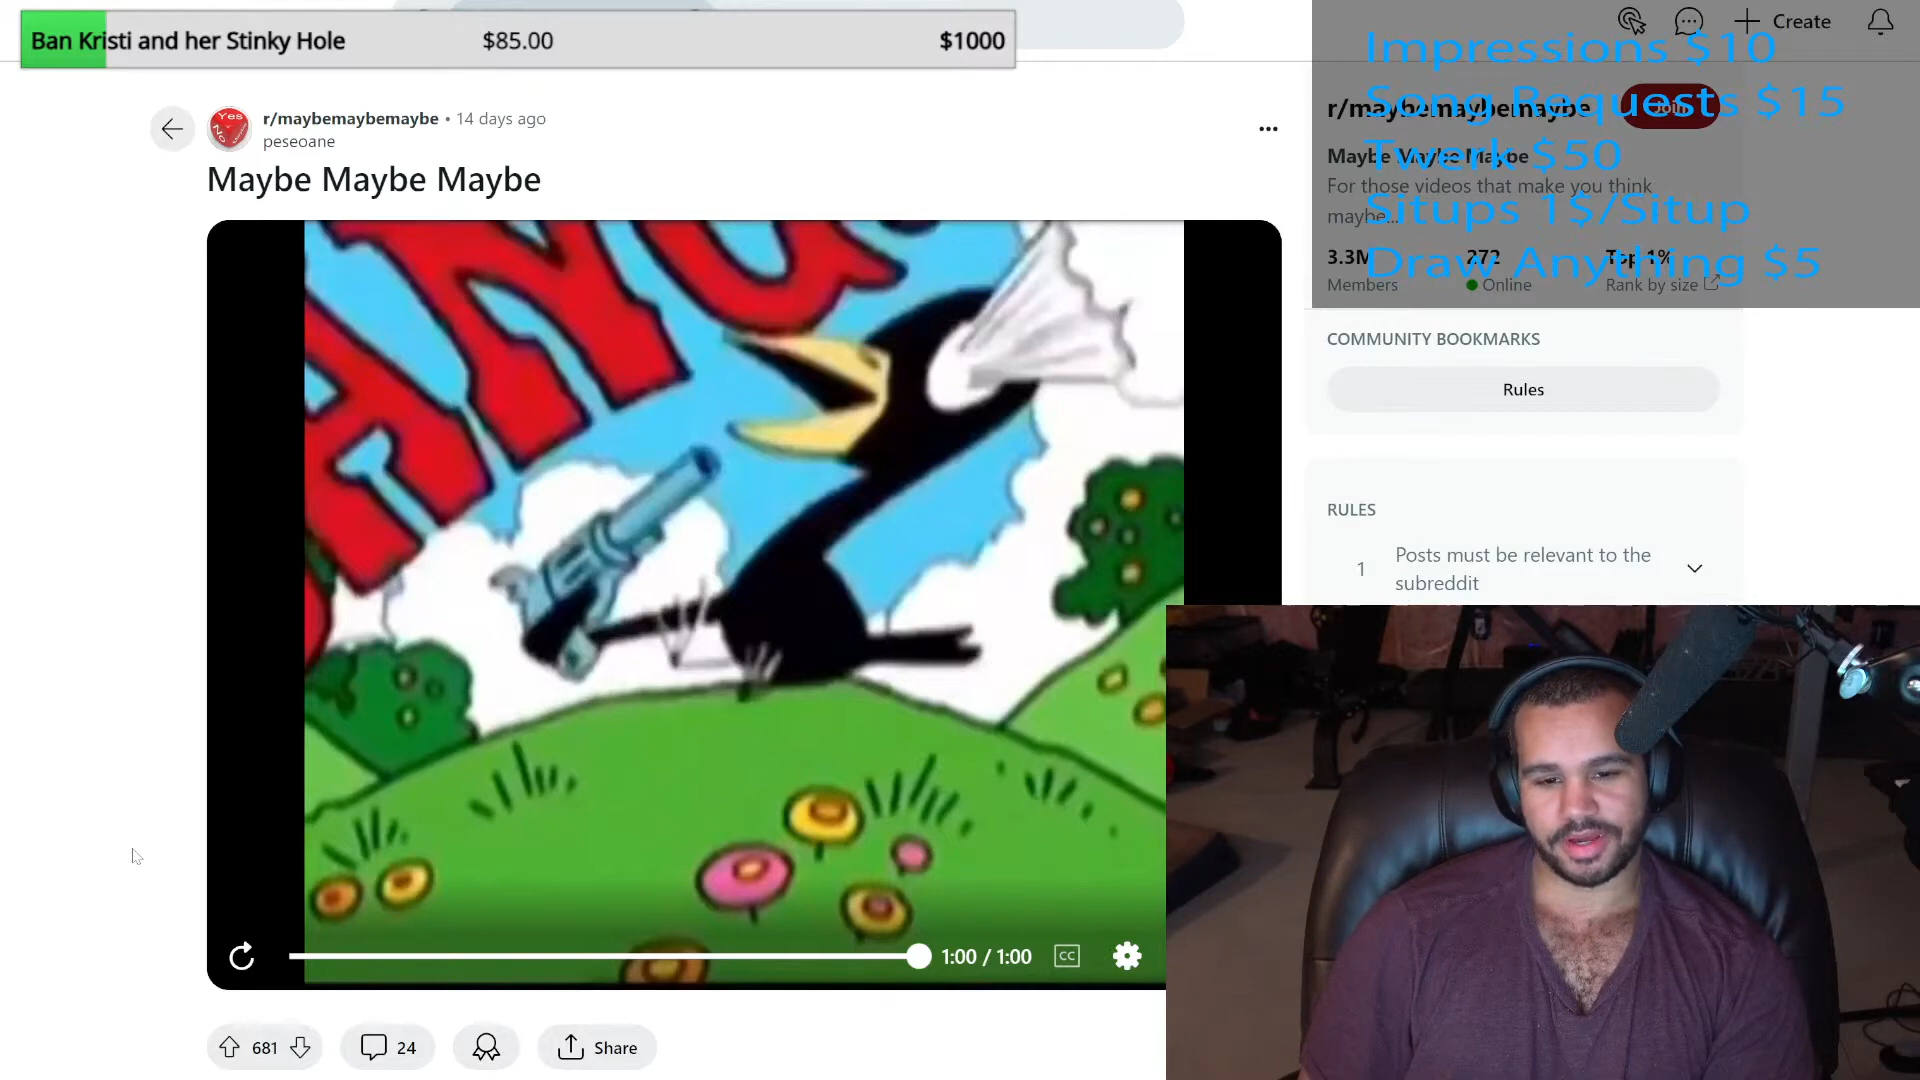 Ban Kristi and her Stinky Hole $85.00 $1000
Create
Impressions $10
Song Requests $15
Twerk $50
Situps 1$/Situp
Draw Anything $5
r/maybemaybemaybe • 14 days ago
peseoane
Maybe Maybe Maybe
r/maybemaybemaybe Join
Maybe Maybe Maybe
For those videos that make you think
maybe...
3.3M 272 Top 1%
Members Online Rank by size
COMMUNITY BOOKMARKS
Rules
RULES
1 Posts must be relevant to the
subreddit
Yes
No
1:00 / 1:00 CC
681 24 Share